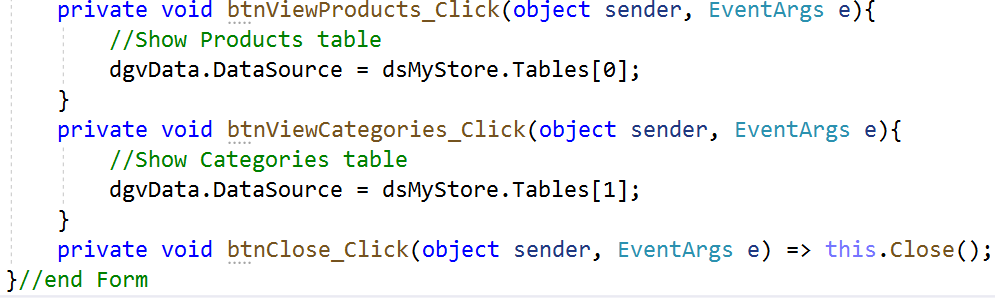 private void btnViewProducts_Click(object sender, EventArgs e){
//Show Products table
dgvData.DataSource = dsMyStore.Tables[0];
}
private void btnViewCategories_Click(object sender, EventArgs e){
//Show Categories table
dgvData.DataSource = dsMyStore.Tables[1];
}
private void btnClose_Click(object sender, EventArgs e) => this.Close();
}//end Form